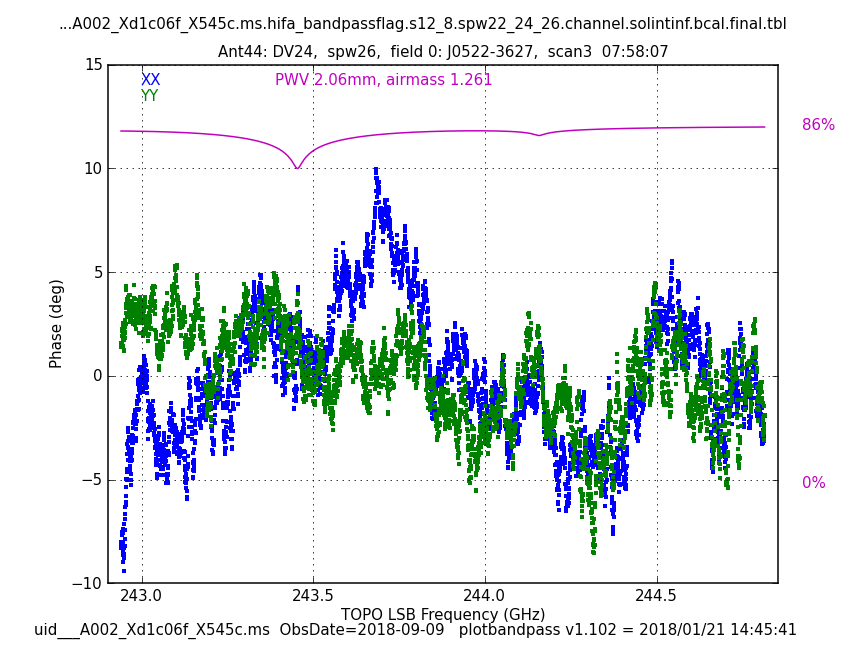 ...A002_Xd1c06f_X545c.ms.hifa_bandpassflag.s12_8.spw22_24_26.channel.solintinf.bcal.final.tbl
Ant44: DV24,  spw26,  field 0: J0522-3627,  scan3  07:58:07
XX
YY
PWV 2.06mm, airmass 1.261
86%
0%
15
10
5
0
−5
−10
Phase (deg)
243.0
243.5
244.0
244.5
TOPO LSB Frequency (GHz)
uid___A002_Xd1c06f_X545c.ms  ObsDate=2018-09-09   plotbandpass v1.102 = 2018/01/21 14:45:41